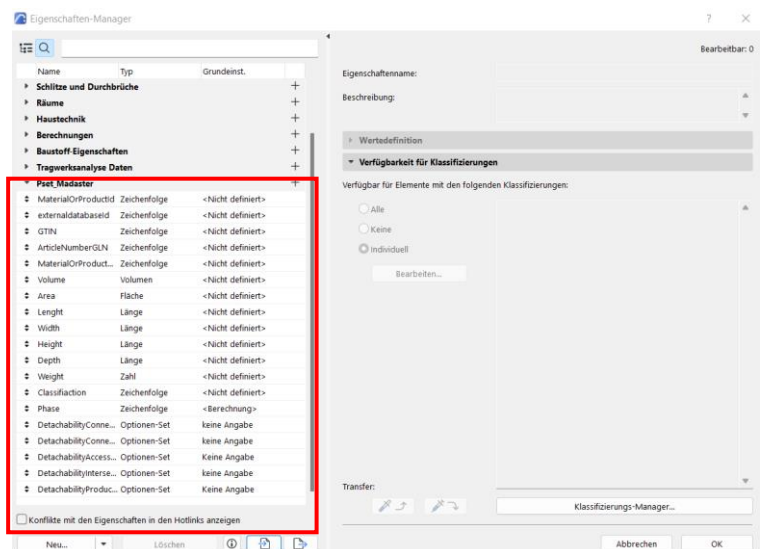 Eigenschaften-Manager ? ×
Bearbeitbar: 0
Name Typ Grundeinst.
Schlitze und Durchbrüche +
Räume +
Haustechnik +
Berechnungen +
Baustoff-Eigenschaften +
Tragwerksanalyse Daten +
Pset_Madaster +
MaterialOrProductId Zeichenfolge <Nicht definiert>
externaldatabaseId Zeichenfolge <Nicht definiert>
GTIN Zeichenfolge <Nicht definiert>
ArticleNumberGLN Zeichenfolge <Nicht definiert>
MaterialOrProduct... Zeichenfolge <Nicht definiert>
Volume Volumen <Nicht definiert>
Area Fläche <Nicht definiert>
Lenght Länge <Nicht definiert>
Width Länge <Nicht definiert>
Height Länge <Nicht definiert>
Depth Länge <Nicht definiert>
Weight Zahl <Nicht definiert>
Classifiaction Zeichenfolge <Nicht definiert>
Phase Zeichenfolge <Berechnung>
DetachabilityConne... Optionen-Set keine Angabe
DetachabilityConne... Optionen-Set keine Angabe
DetachabilityAccess... Optionen-Set Keine Angabe
DetachabilityInterse... Optionen-Set keine Angabe
DetachabilityProduc... Optionen-Set Keine Angabe
Konflikte mit den Eigenschaften in den Hotlinks anzeigen
Neu... Löschen
Eigenschaftenname:
Beschreibung:
Wertedefinition
Verfügbarkeit für Klassifizierungen
Verfügbar für Elemente mit den folgenden Klassifizierungen:
Alle
Keine
Individuell
Bearbeiten...
Transfer:
Klassifizierungs-Manager...
Abbrechen OK